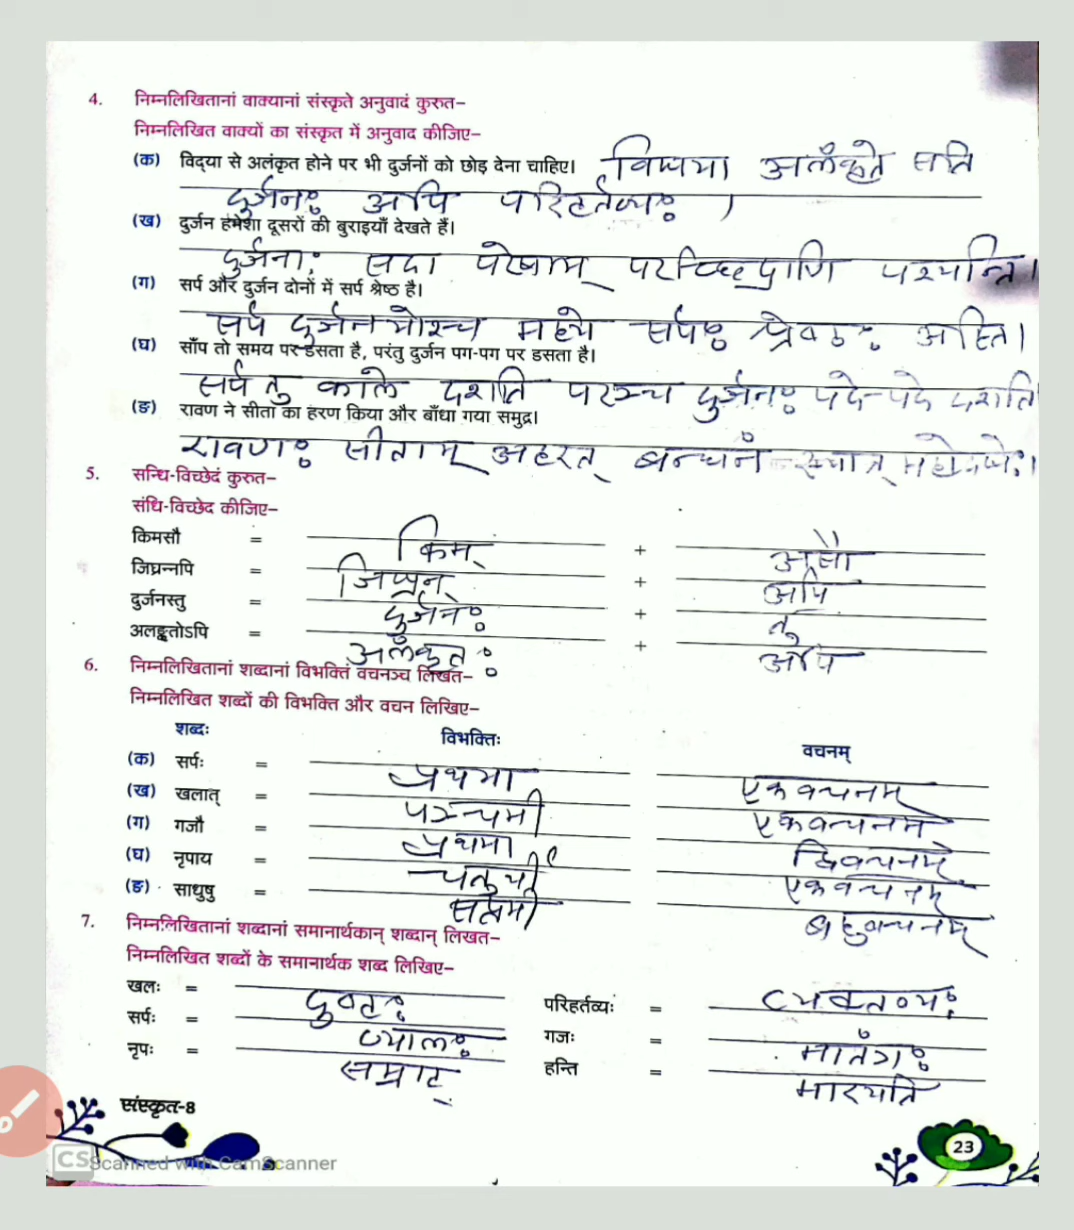 4. निम्नलिखितानां वाक्यानां संस्कृते अनुवादं कुरुत–
निम्नलिखित वाक्यों का संस्कृत में अनुवाद कीजिए–
(क) विद्‌या से अलंकृत होने पर भी दुर्जनों को छोड़ देना चाहिए। विद्यया अलंकृते सति
दुर्जनः अपि परिहर्तव्यः ।
(ख) दुर्जन हंमेशा दूसरों की बुराइयाँ देखते हैं।
दुर्जनाः सदा परेषाम् परच्छिद्राणि पश्यन्ति।
(ग) सर्प और दुर्जन दोनों में सर्प श्रेष्ठ है।
सर्प दुर्जनयोश्च मध्ये सर्पः श्रेष्ठः अस्ति।
(घ) साँप तो समय पर डसता है, परंतु दुर्जन पग-पग पर डसता है।
सर्प तु काले दशति परञ्च दुर्जनः पदे-पदे दशति
(ङ) रावण ने सीता का हरण किया और बाँधा गया समुद्र।
रावणः सीताम् अहरत् बन्धनं स्यात् महोदधेः।
5. सन्धि-विच्छेदं कुरुत–
संधि-विच्छेद कीजिए–
किमसौ = किम् + असौ
जिघ्रन्नपि = जिघ्रन् + अपि
दुर्जनस्तु = दुर्जनः + तु
अलङ्कृतोऽपि = अलंकृतः + अपि
6. निम्नलिखितानां शब्दानां विभक्तिं वचनञ्च लिखत–
निम्नलिखित शब्दों की विभक्ति और वचन लिखिए–
शब्दः विभक्तिः वचनम्
(क) सर्पः = प्रथमा एकवचनम्
(ख) खलात् = पञ्चमी एकवचनम्
(ग) गजौ = प्रथमा द्विवचनम्
(घ) नृपाय = चतुर्थी एकवचनम्
(ङ) साधुषु = सप्तमी बहुवचनम्
7. निम्नलिखितानां शब्दानां समानार्थकान् शब्दान् लिखत–
निम्नलिखित शब्दों के समानार्थक शब्द लिखिए–
खलः = दुष्टः परिहर्तव्यः = त्यक्तव्यः
सर्पः = व्यालः गजः = मातंगः
नृपः = सम्राट् हन्ति = मारयति
संस्कृत-8
23
CS Scanned with CamScanner